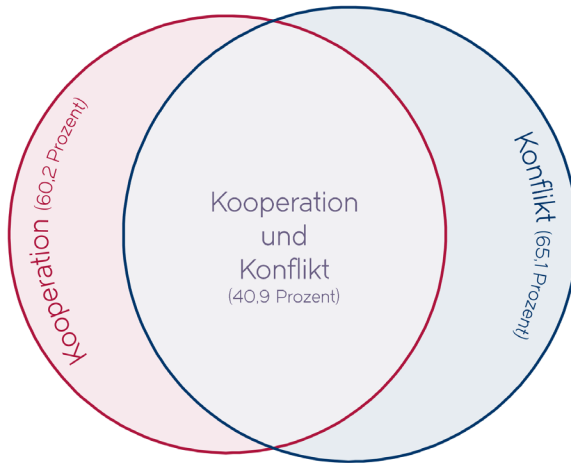 Kooperation (60,2 Prozent)
Kooperation
und
Konflikt
(40,9 Prozent)
Konflikt (65,1 Prozent)